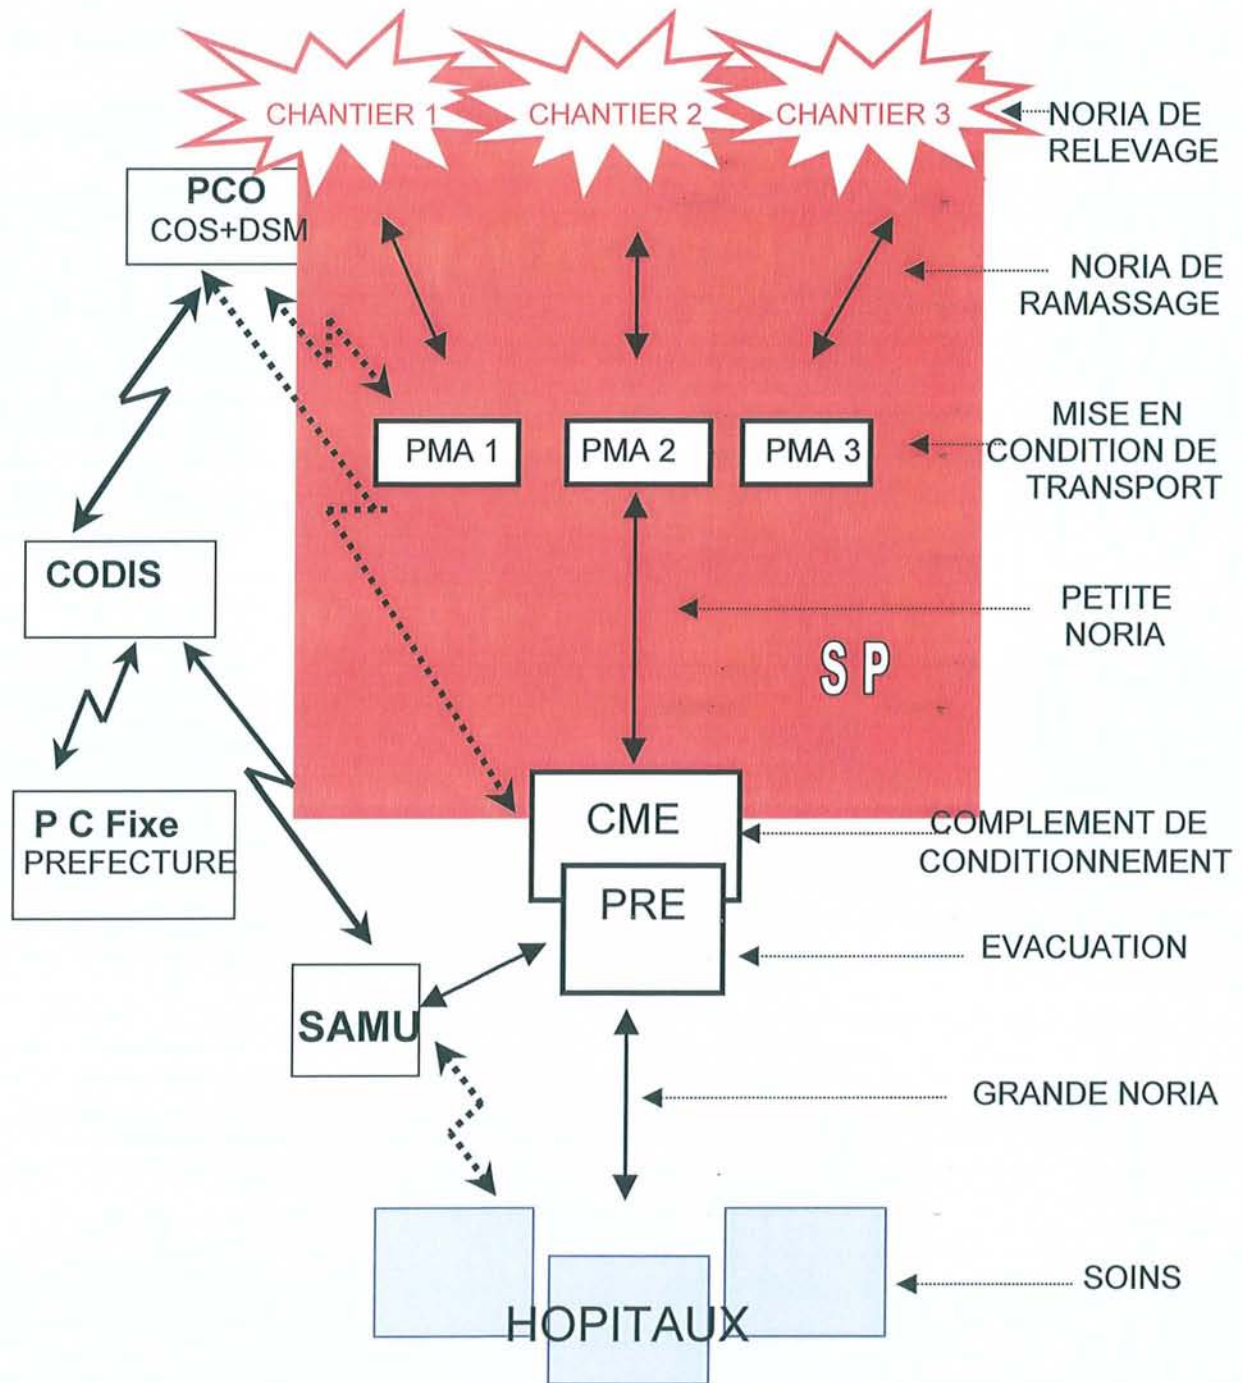 CHANTIER 1
CHANTIER 2
CHANTIER 3
NORIA DE
RELEVAGE
PCO
COS+DSM
NORIA DE
RAMASSAGE
PMA 1
PMA 2
PMA 3
MISE EN
CONDITION DE
TRANSPORT
CODIS
PETITE
NORIA
S P
P C Fixe
PREFECTURE
CME
COMPLEMENT DE
CONDITIONNEMENT
PRE
EVACUATION
SAMU
GRANDE NORIA
SOINS
HOPITAUX